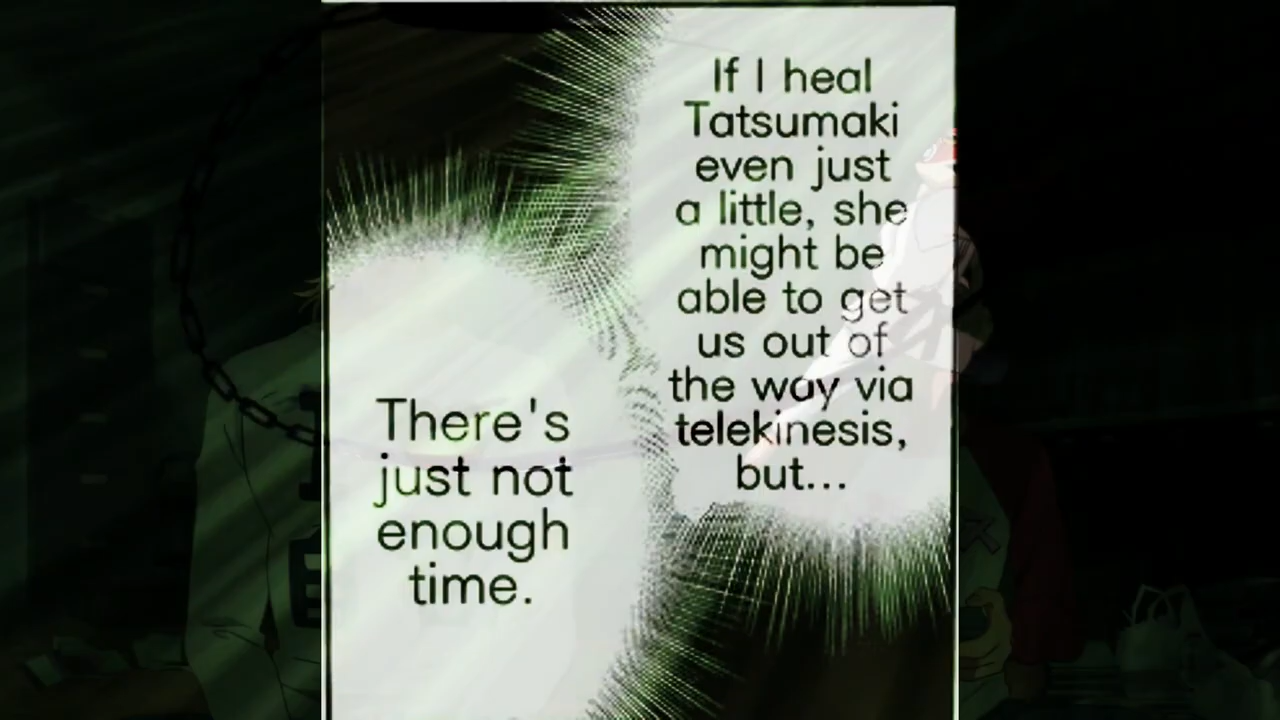 If I heal
Tatsumaki
even just
a little, she
might be
able to get
us out of
the way via
telekinesis,
but...
There's
just not
enough
time.